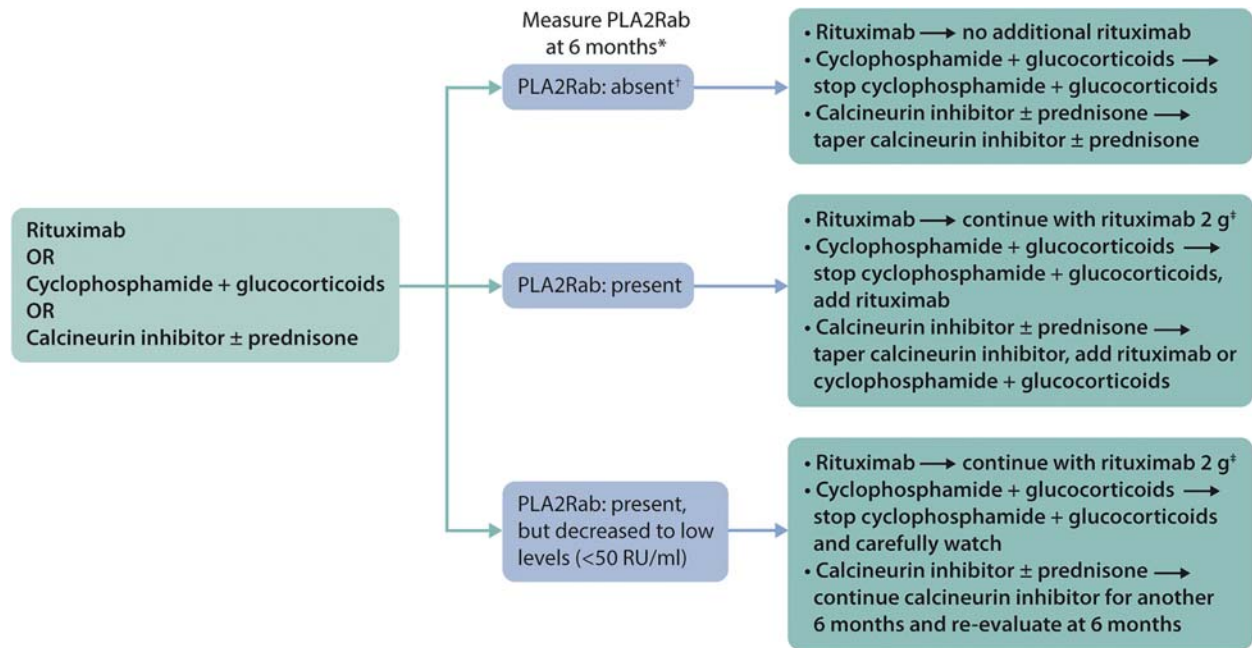 Measure PLA2Rab
at 6 months*
Rituximab
OR
Cyclophosphamide + glucocorticoids
OR
Calcineurin inhibitor ± prednisone
PLA2Rab: absent†
• Rituximab → no additional rituximab
• Cyclophosphamide + glucocorticoids →
stop cyclophosphamide + glucocorticoids
• Calcineurin inhibitor ± prednisone →
taper calcineurin inhibitor ± prednisone
PLA2Rab: present
• Rituximab → continue with rituximab 2 g‡
• Cyclophosphamide + glucocorticoids →
stop cyclophosphamide + glucocorticoids,
add rituximab
• Calcineurin inhibitor ± prednisone →
taper calcineurin inhibitor, add rituximab or
cyclophosphamide + glucocorticoids
PLA2Rab: present,
but decreased to low
levels (<50 RU/ml)
• Rituximab → continue with rituximab 2 g‡
• Cyclophosphamide + glucocorticoids →
stop cyclophosphamide + glucocorticoids
and carefully watch
• Calcineurin inhibitor ± prednisone →
continue calcineurin inhibitor for another
6 months and re-evaluate at 6 months